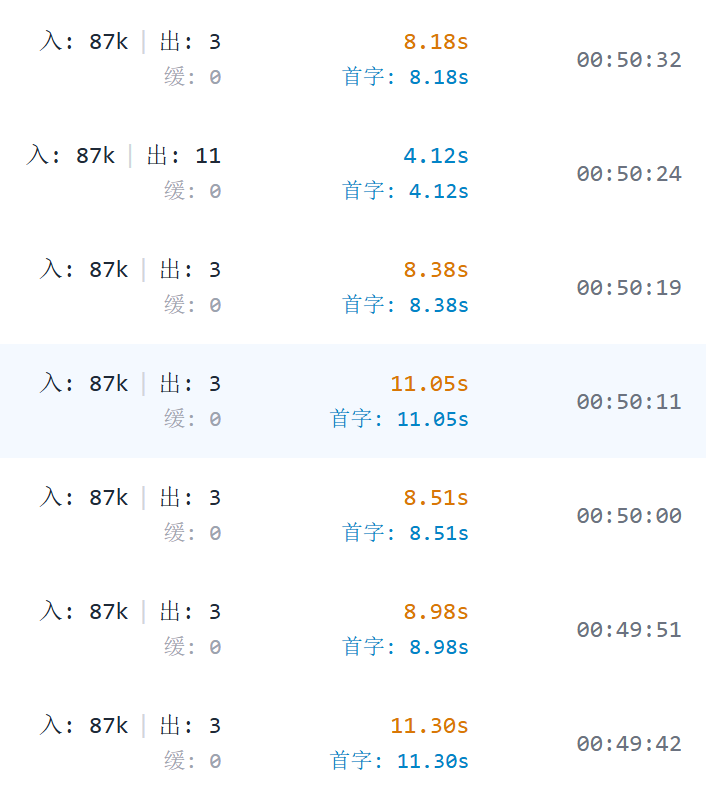 入: 87k | 出: 3 8.18s
缓: 0 首字: 8.18s 00:50:32
入: 87k | 出: 11 4.12s
缓: 0 首字: 4.12s 00:50:24
入: 87k | 出: 3 8.38s
缓: 0 首字: 8.38s 00:50:19
入: 87k | 出: 3 11.05s
缓: 0 首字: 11.05s 00:50:11
入: 87k | 出: 3 8.51s
缓: 0 首字: 8.51s 00:50:00
入: 87k | 出: 3 8.98s
缓: 0 首字: 8.98s 00:49:51
入: 87k | 出: 3 11.30s
缓: 0 首字: 11.30s 00:49:42